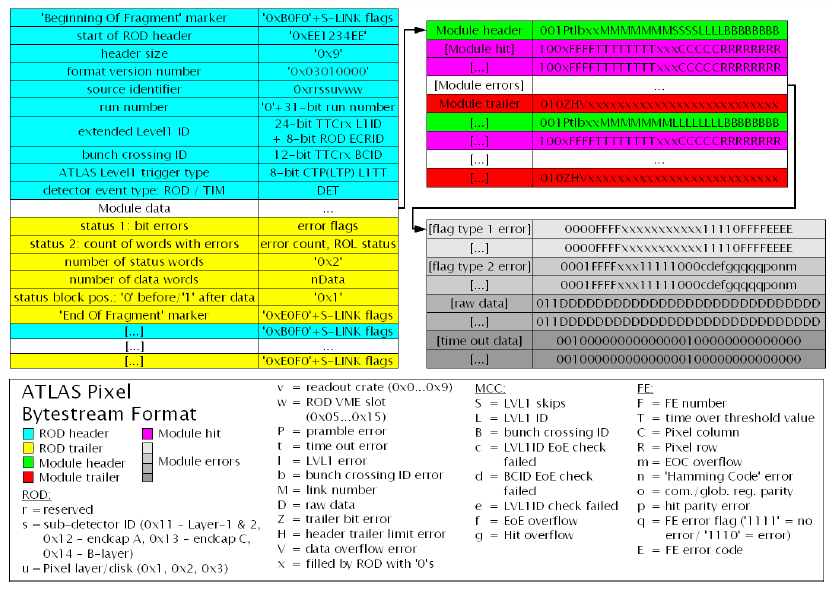 'Beginning Of Fragment' marker '0xB0F0'+S-LINK flags
start of ROD header '0xEE1234EE'
header size '0x9'
format version number '0x03010000'
source identifier 0xrrssuvww
run number '0'+31-bit run number
extended Level1 ID 24-bit TTCrx L1ID
+ 8-bit ROD ECRID
bunch crossing ID 12-bit TTCrx BCID
ATLAS Level1 trigger type 8-bit CTP(LTP) L1TT
detector event type: ROD / TIM DET
Module data ...
status 1: bit errors error flags
status 2: count of words with errors error count, ROL status
number of status words '0x2'
number of data words nData
status block pos.: '0' before/'1' after data '0x1'
'End Of Fragment' marker '0xE0F0'+S-LINK flags
[...] '0xB0F0'+S-LINK flags
[...] ...
[...] '0xE0F0'+S-LINK flags
Module header 001PtlbxxMMMMMMMSSSSLLLLBBBBBBBB
[Module hit] 100xFFFFTTTTTTTTxxxCCCCCRRRRRRRR
[...] 100xFFFFTTTTTTTTxxxCCCCCRRRRRRRR
[Module errors] ...
Module trailer 010ZHVxxxxxxxxxxxxxxxxxxxxxxxxxx
[...] 001PtlbxxMMMMMMMLLLLLLLLBBBBBBBB
[...] 100xFFFFTTTTTTTTxxxCCCCCRRRRRRRR
[...] ...
[...] 010ZHVxxxxxxxxxxxxxxxxxxxxxxxxxx
[flag type 1 error] 0000FFFFxxxxxxxxxxx11110FFFFEEEE
[...] 0000FFFFxxxxxxxxxxx11110FFFFEEEE
[flag type 2 error] 0001FFFFxxx11111000cdefgqqqqponm
[...] 0001FFFFxxx11111000cdefgqqqqponm
[raw data] 011DDDDDDDDDDDDDDDDDDDDDDDDDDDDD
[...] 011DDDDDDDDDDDDDDDDDDDDDDDDDDDDD
[time out data] 00100000000000000100000000000000
[...] 00100000000000000100000000000000
ATLAS Pixel
Bytestream Format
ROD header
ROD trailer
Module header
Module trailer
Module hit
Module errors
ROD:
r = reserved
s – sub-detector ID (0x11 – Layer-1 & 2,
0x12 – endcap A, 0x13 – endcap C,
0x14 – B-layer)
u – Pixel layer/disk (0x1, 0x2, 0x3)
v = readout crate (0x0...0x9)
w = ROD VME slot
(0x05...0x15)
P = pramble error
t = time out error
l = LVL1 error
b = bunch crossing ID error
M = link number
D = raw data
Z = trailer bit error
H = header trailer limit error
V = data overflow error
x = filled by ROD with '0's
MCC:
S = LVL1 skips
L = LVL1 ID
B = bunch crossing ID
c = LVL1ID EoE check
failed
d = BCID EoE check
failed
e = LVL1ID check failed
f = EoE overflow
g = Hit overflow
FE:
F = FE number
T = time over threshold value
C = Pixel column
R = Pixel row
m = EOC overflow
n = 'Hamming Code' error
o = com./glob. reg. parity
p = hit parity error
q = FE error flag ('1111' = no
error/ '1110' = error)
E = FE error code